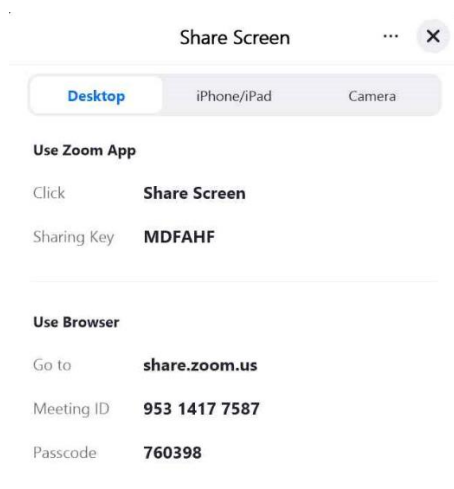 Share Screen ... ×
Desktop iPhone/iPad Camera
Use Zoom App
Click Share Screen
Sharing Key MDFAHF
Use Browser
Go to share.zoom.us
Meeting ID 953 1417 7587
Passcode 760398